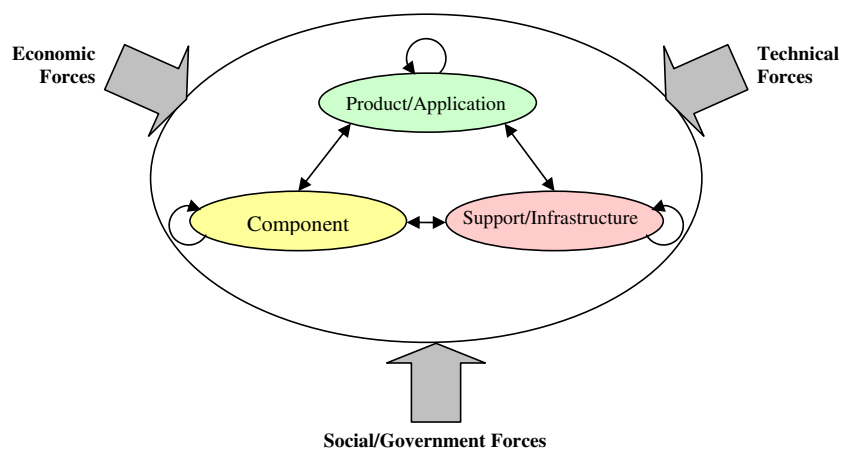 Economic
Forces
Technical
Forces
Product/Application
Component
Support/Infrastructure
Social/Government Forces